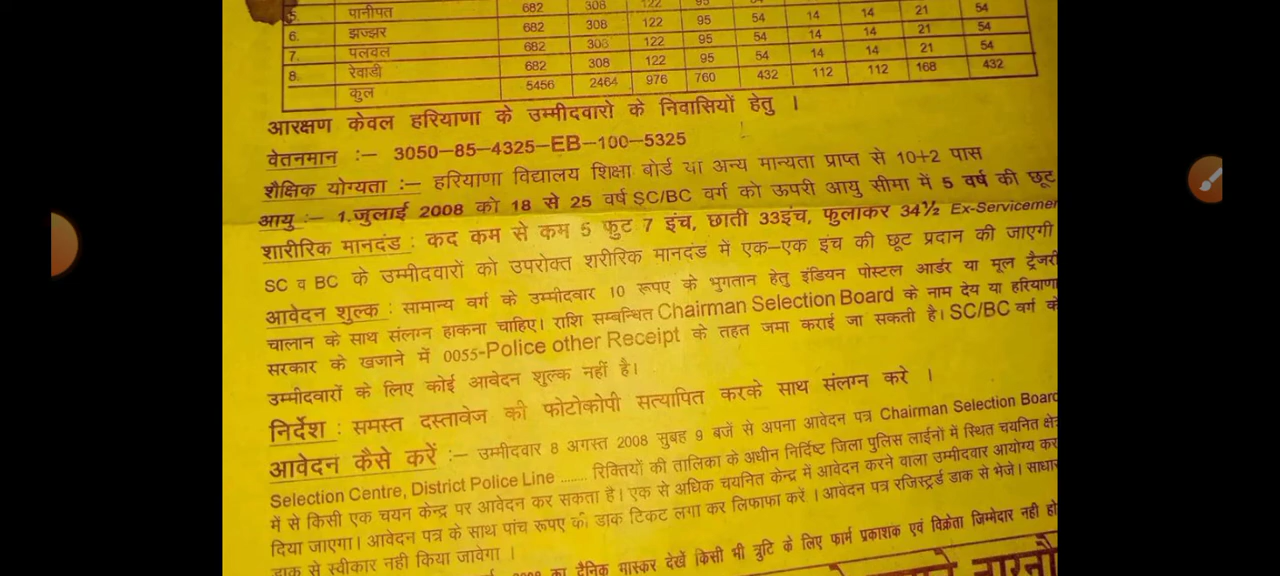 5. पानीपत 682 308 122 95 14 14 21 54
6. झज्झर 682 308 122 95 54 14 14 21 54
7. पलवल 682 308 122 95 54 14 14 21 54
8. रेवाडी 682 308 122 95 54 14 14 21 54
कुल 5456 2464 976 760 432 112 112 168 432
आरक्षण केवल हरियाणा के उम्मीदवारो के निवासियों हेतु ।
वेतनमान :– 3050–85–4325–EB–100–5325
शैक्षिक योग्यता :– हरियाणा विद्यालय शिक्षा बोर्ड या अन्य मान्यता प्राप्त से 10+2 पास
आयु :– 1.जुलाई 2008 को 18 से 25 वर्ष SC/BC वर्ग को ऊपरी आयु सीमा में 5 वर्ष की छूट
शारीरिक मानदंड : कद कम से कम 5 फुट 7 इंच, छाती 33इंच, फुलाकर 34½ Ex-Servicemen
SC व BC के उम्मीदवारों को उपरोक्त शरीरिक मानदंड में एक–एक इंच की छूट प्रदान की जाएगी
आवेदन शुल्क : सामान्य वर्ग के उम्मीदवार 10 रूपए के भुगतान हेतु इंडियन पोस्टल आर्डर या मूल ट्रैजरी
चालान के साथ संलग्न हाकना चाहिए। राशि सम्बन्धित Chairman Selection Board के नाम देय या हरियाणा
सरकार के खजाने में 0055-Police other Receipt के तहत जमा कराई जा सकती है। SC/BC वर्ग के
उम्मीदवारों के लिए कोई आवेदन शुल्क नहीं है।
निर्देश : समस्त दस्तावेज की फोटोकोपी सत्यापित करके साथ संलग्न करे ।
आवेदन कैसे करें :– उम्मीदवार 8 अगस्त 2008 सुबह 9 बजें से अपना आवेदन पत्र Chairman Selection Board
Selection Centre, District Police Line ........ रिक्तियों की तालिका के अधीन निर्दिष्ट जिला पुलिस लाईनो में स्थित चयनित क्षेत्र
में से किसी एक चयन केन्द्र पर आवेदन कर सकता है। एक से अधिक चयनित केन्द्र में आवेदन करने वाला उम्मीदवार आयोग्य कर
दिया जाएगा। आवेदन पत्र के साथ पांच रूपए की डाक टिकट लगा कर लिफाफा करें । आवेदन पत्र रजिस्ट्रर्ड डाक से भेजे। साधार
डाक से स्वीकार नही किया जावेगा ।
2008 का दैनिक भास्कर देखें किसी भी त्रुटि के लिए फार्म प्रकाशक एवं विक्रेता जिम्मेदार नही हो